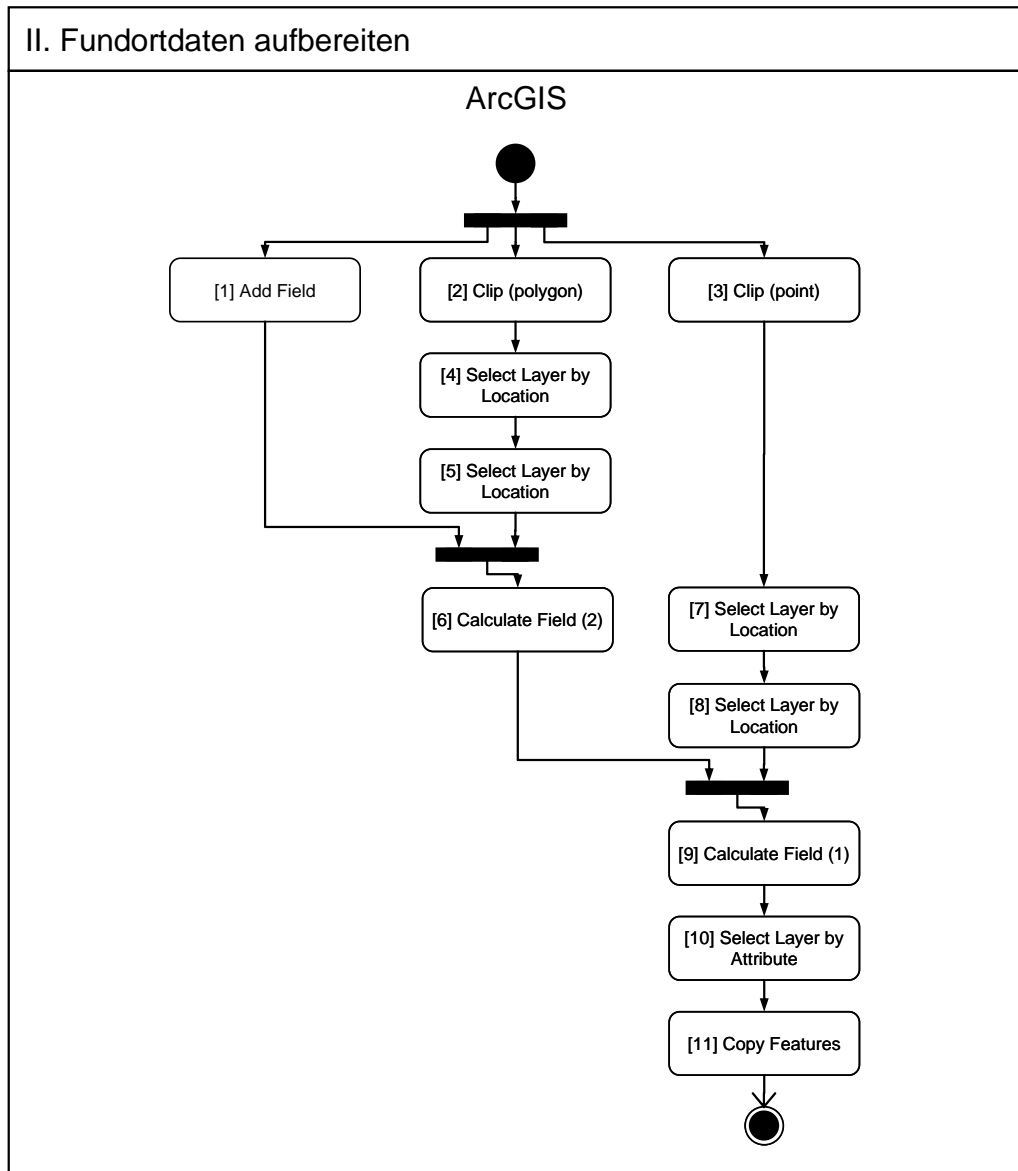 II. Fundortdaten aufbereiten
ArcGIS
[1] Add Field
[2] Clip (polygon)
[3] Clip (point)
[4] Select Layer by
Location
[5] Select Layer by
Location
[6] Calculate Field (2)
[7] Select Layer by
Location
[8] Select Layer by
Location
[9] Calculate Field (1)
[10] Select Layer by
Attribute
[11] Copy Features